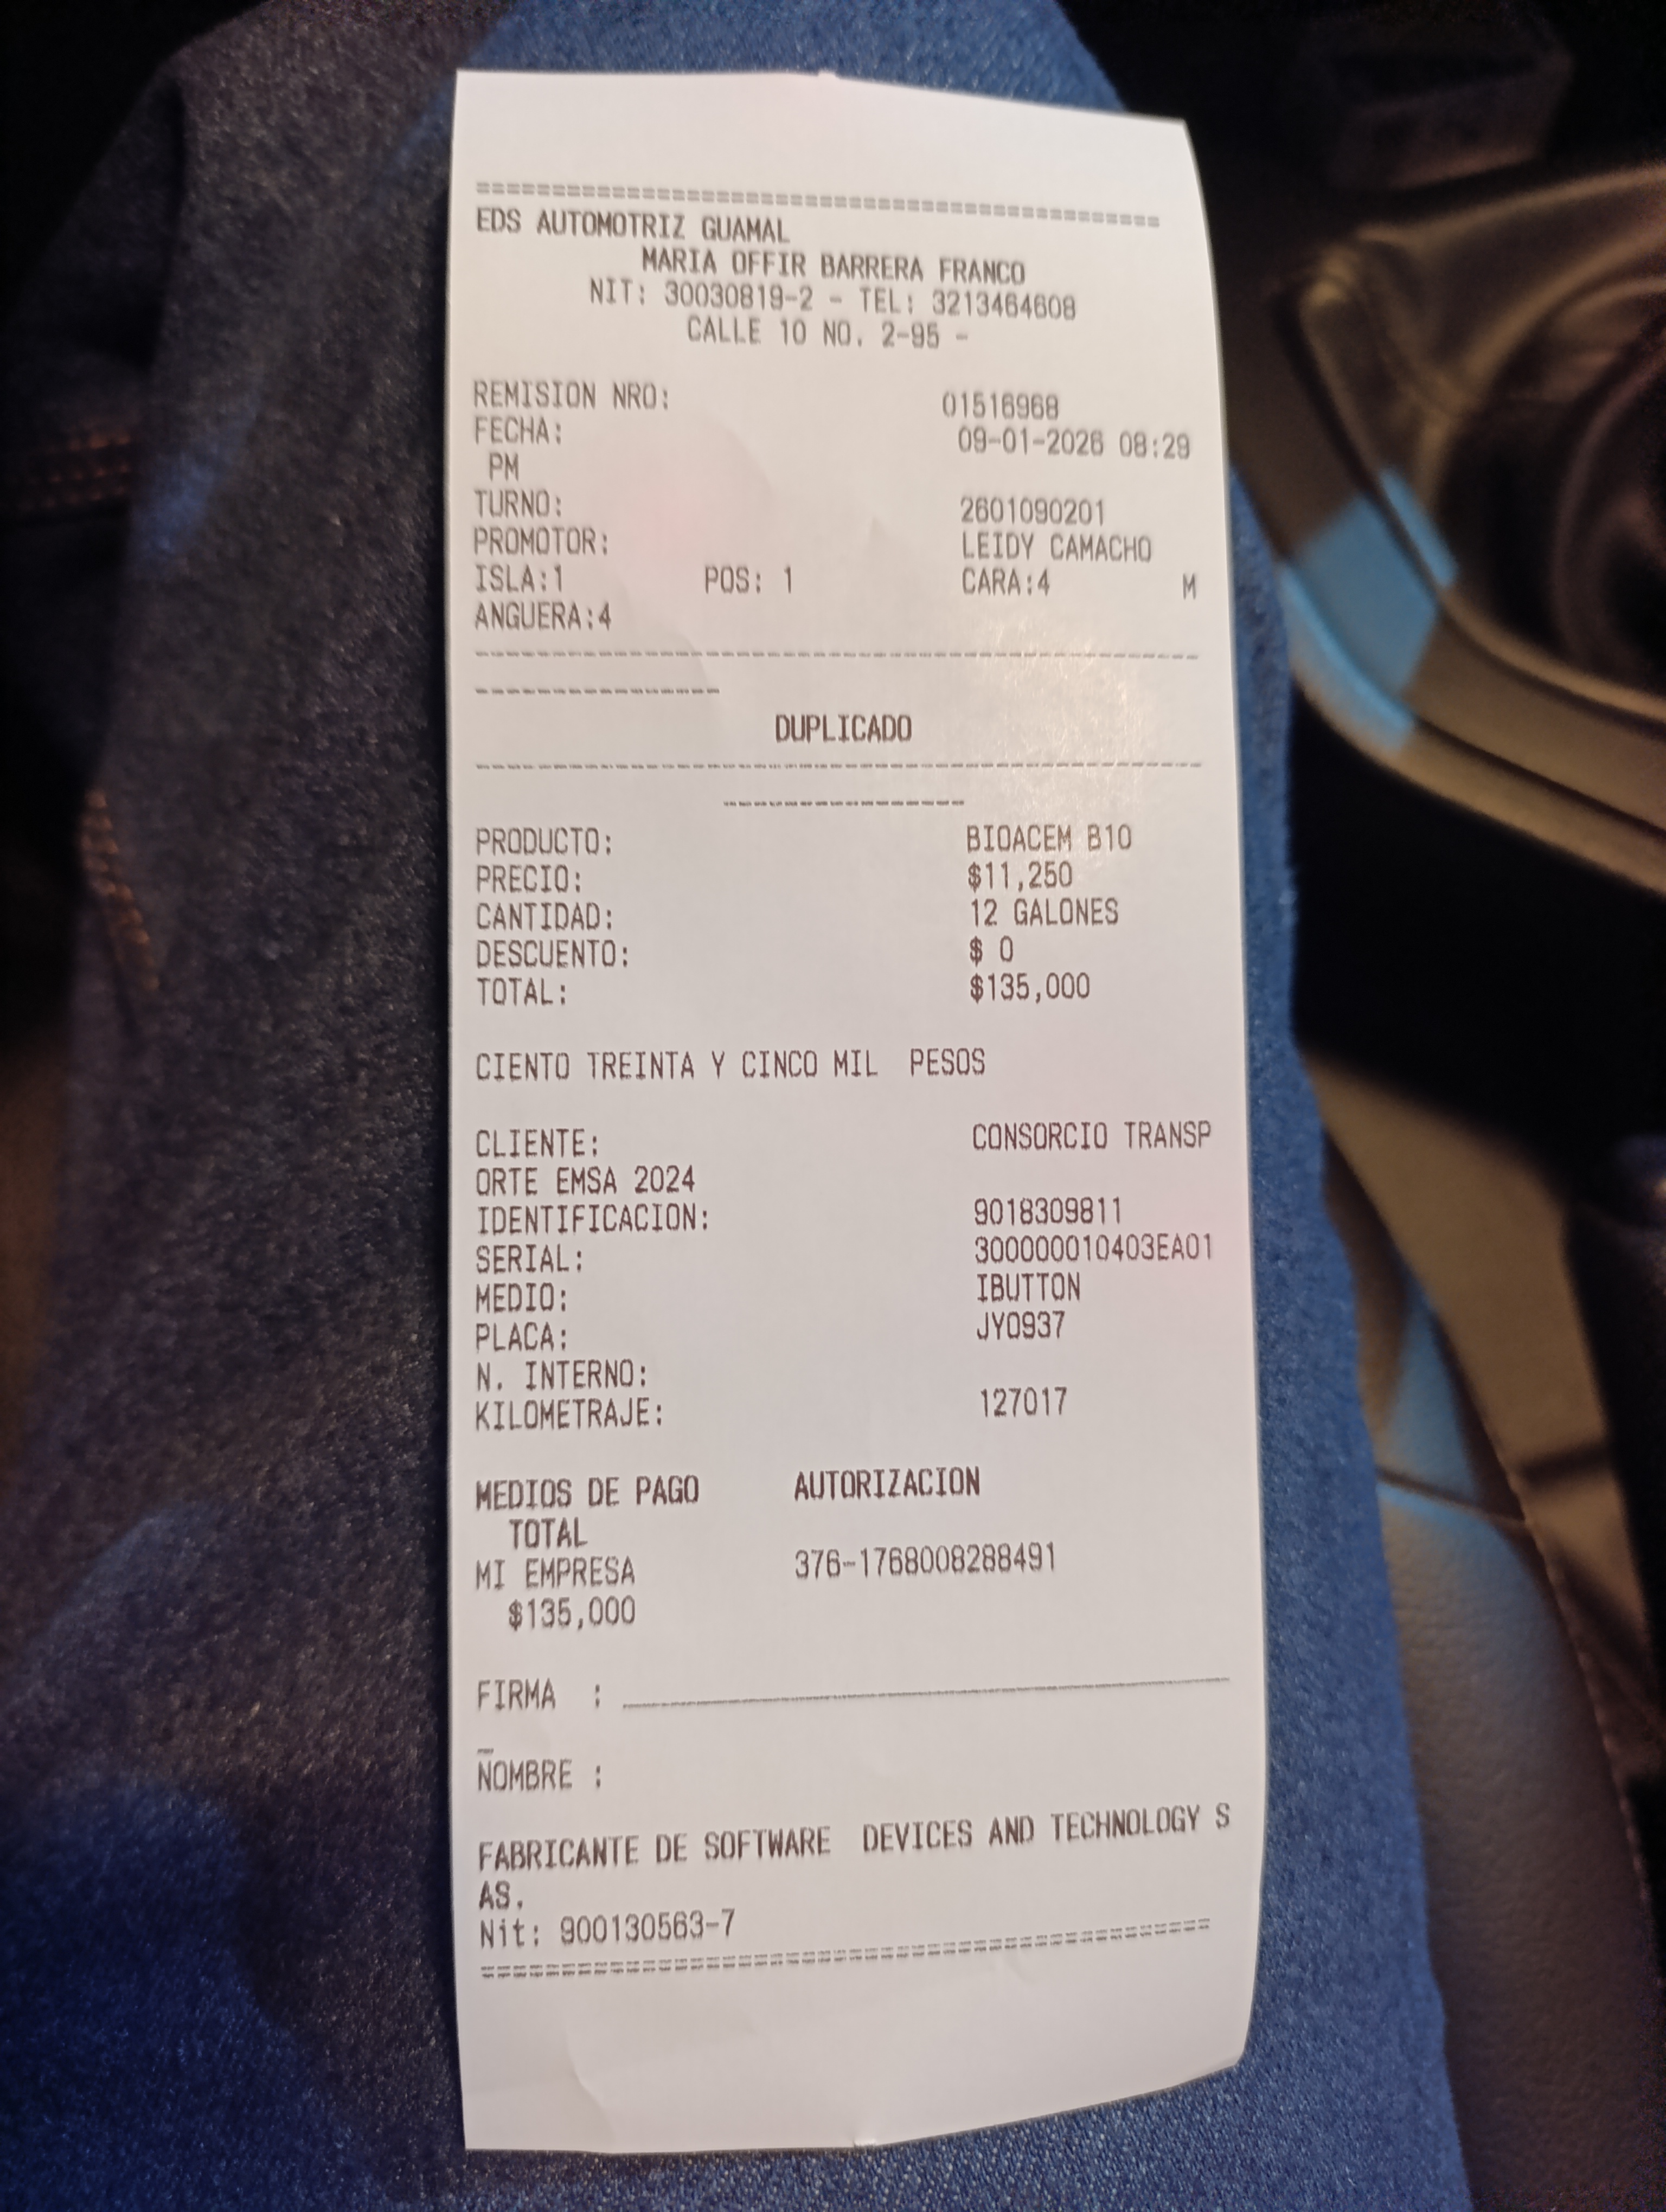 ================================================
EDS AUTOMOTRIZ GUAMAL
MARIA OFFIR BARRERA FRANCO
NIT: 30030819-2 - TEL: 3213464608
CALLE 10 NO. 2-95 -
REMISION NRO: 01516968
FECHA: 09-01-2026 08:29
PM
TURNO: 2601090201
PROMOTOR: LEIDY CAMACHO
ISLA:1 POS: 1 CARA:4 M
ANGUERA:4
------------------------------------------------
----------------
DUPLICADO
------------------------------------------------
----------------
PRODUCTO: BIOACEM B10
PRECIO: $11,250
CANTIDAD: 12 GALONES
DESCUENTO: $ 0
TOTAL: $135,000
CIENTO TREINTA Y CINCO MIL PESOS
CLIENTE: CONSORCIO TRANSP
ORTE EMSA 2024
IDENTIFICACION: 9018309811
SERIAL: 300000010403EA01
MEDIO: IBUTTON
PLACA: JYO937
N. INTERNO:
KILOMETRAJE: 127017
MEDIOS DE PAGO AUTORIZACION
TOTAL
MI EMPRESA 376-1768008288491
$135,000
FIRMA : ________________________________________
_
NOMBRE :
FABRICANTE DE SOFTWARE DEVICES AND TECHNOLOGY S
AS.
Nit: 900130563-7
================================================